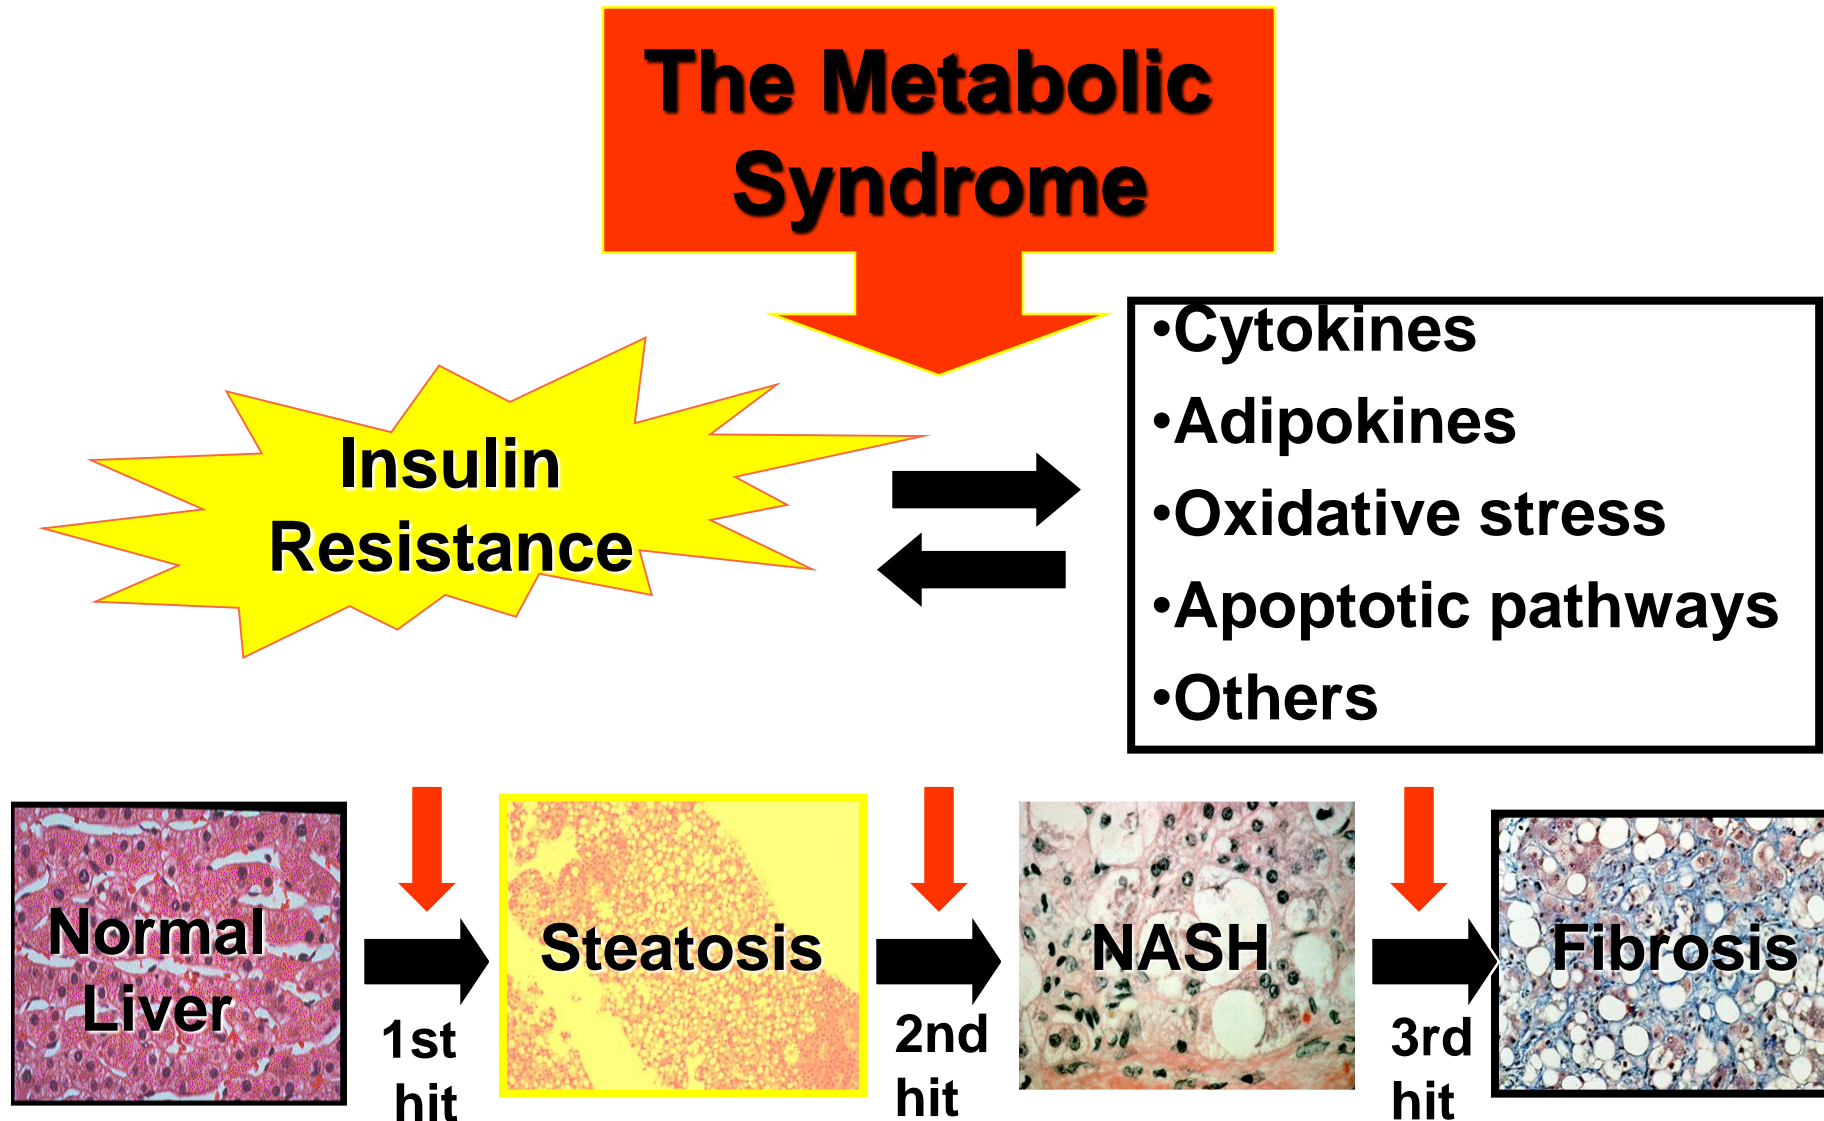 The Metabolic
Syndrome
Insulin
Resistance
•Cytokines
•Adipokines
•Oxidative stress
•Apoptotic pathways
•Others
Normal
Liver
1st
hit
Steatosis
2nd
hit
NASH
3rd
hit
Fibrosis